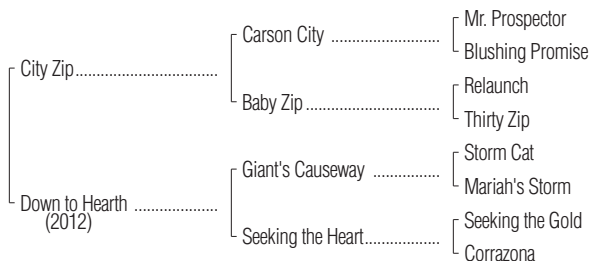 Mr. Prospector
Carson City ............................
Blushing Promise
City Zip....................................
Relaunch
Baby Zip...................................
Thirty Zip
Storm Cat
Giant's Causeway .................
Mariah's Storm
Down to Hearth .....................
(2012)
Seeking the Gold
Seeking the Heart...................
Corrazona